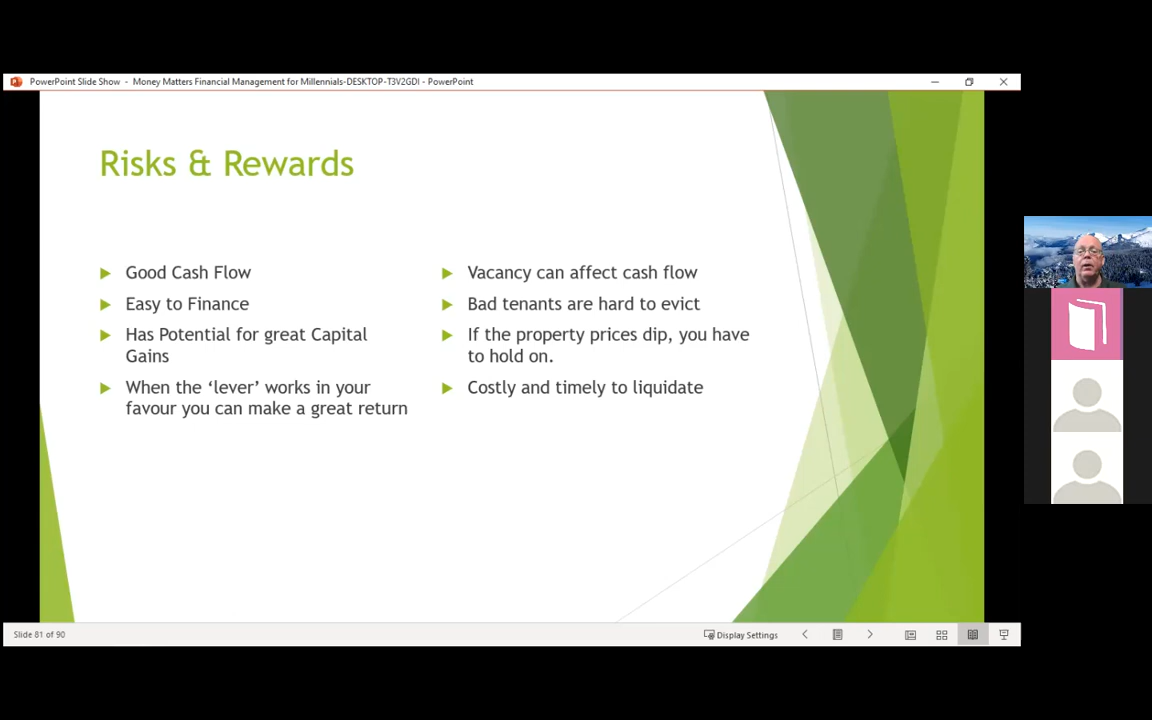 PowerPoint Slide Show - Money Matters Financial Management for Millennials-DESKTOP-T3V2GDI - PowerPoint
Risks & Rewards
Good Cash Flow
Easy to Finance
Has Potential for great Capital
Gains
When the ‘lever’ works in your
favour you can make a great return
Vacancy can affect cash flow
Bad tenants are hard to evict
If the property prices dip, you have
to hold on.
Costly and timely to liquidate
Slide 81 of 90
Display Settings